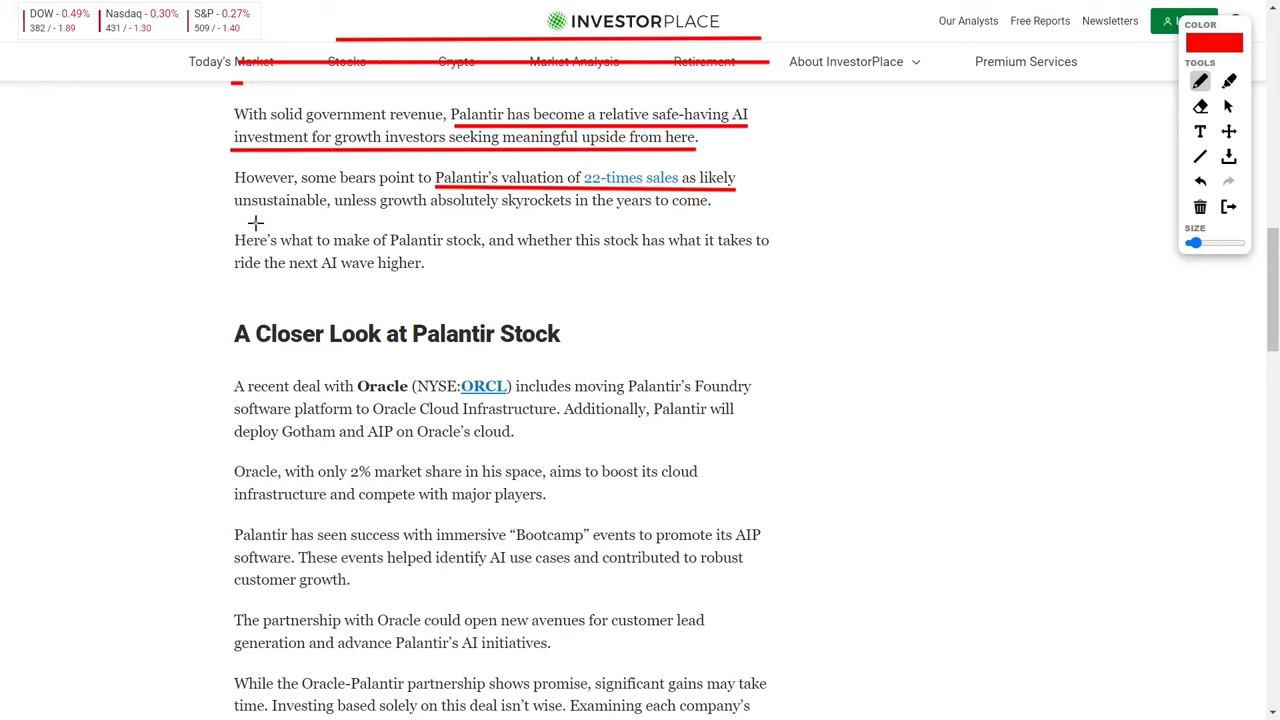 DOW - 0.49%
382 / - 1.89
Nasdaq - 0.30%
431 / - 1.30
S&P - 0.27%
509 / - 1.40
INVESTORPLACE
Our Analysts
Free Reports
Newsletters
Today's Market
Stocks
Crypto
Market Analysis
Retirement
About InvestorPlace
Premium Services
COLOR
TOOLS
T
SIZE
With solid government revenue, Palantir has become a relative safe-having AI
investment for growth investors seeking meaningful upside from here.
However, some bears point to Palantir’s valuation of 22-times sales as likely
unsustainable, unless growth absolutely skyrockets in the years to come.
Here’s what to make of Palantir stock, and whether this stock has what it takes to
ride the next AI wave higher.
A Closer Look at Palantir Stock
A recent deal with Oracle (NYSE:ORCL) includes moving Palantir’s Foundry
software platform to Oracle Cloud Infrastructure. Additionally, Palantir will
deploy Gotham and AIP on Oracle’s cloud.
Oracle, with only 2% market share in his space, aims to boost its cloud
infrastructure and compete with major players.
Palantir has seen success with immersive “Bootcamp” events to promote its AIP
software. These events helped identify AI use cases and contributed to robust
customer growth.
The partnership with Oracle could open new avenues for customer lead
generation and advance Palantir’s AI initiatives.
While the Oracle-Palantir partnership shows promise, significant gains may take
time. Investing based solely on this deal isn’t wise. Examining each company’s